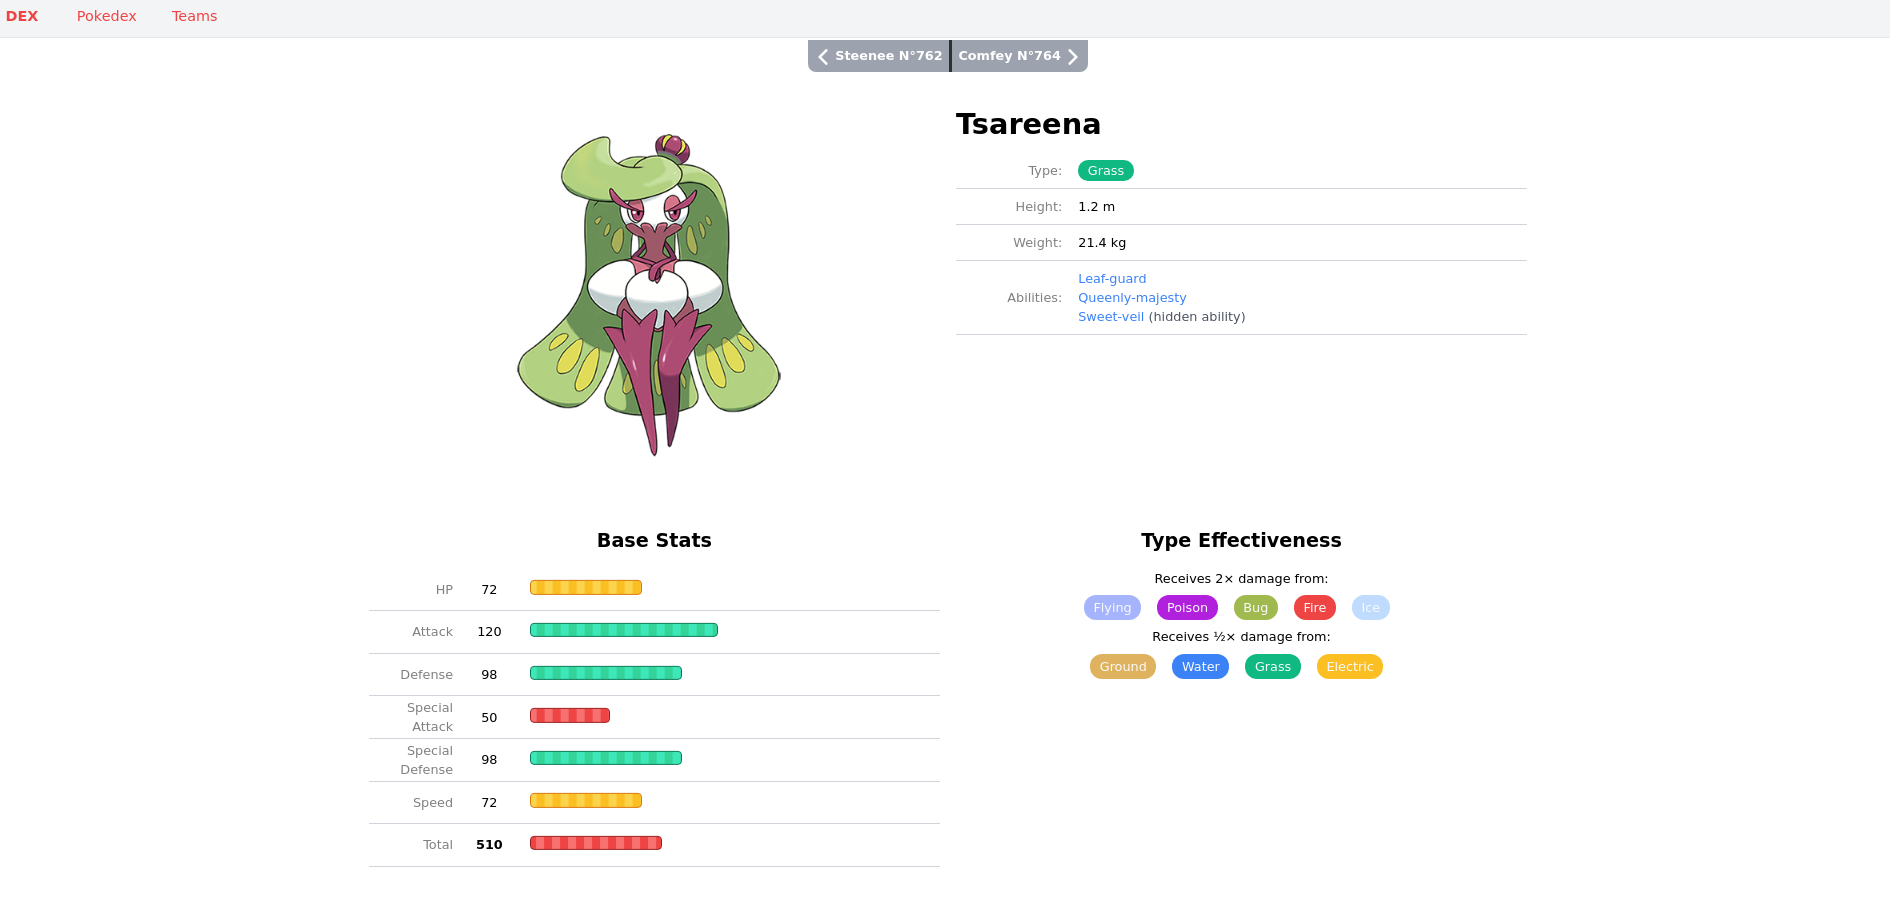 DEX Pokedex Teams
Steenee N°762 Comfey N°764
Tsareena
Type: Grass
Height: 1.2 m
Weight: 21.4 kg
Abilities:
Leaf-guard
Queenly-majesty
Sweet-veil (hidden ability)
Base Stats
HP 72
Attack 120
Defense 98
Special
Attack
50
Special
Defense
98
Speed 72
Total 510
Type Effectiveness
Receives 2× damage from:
Flying Poison Bug Fire Ice
Receives ½× damage from:
Ground Water Grass Electric